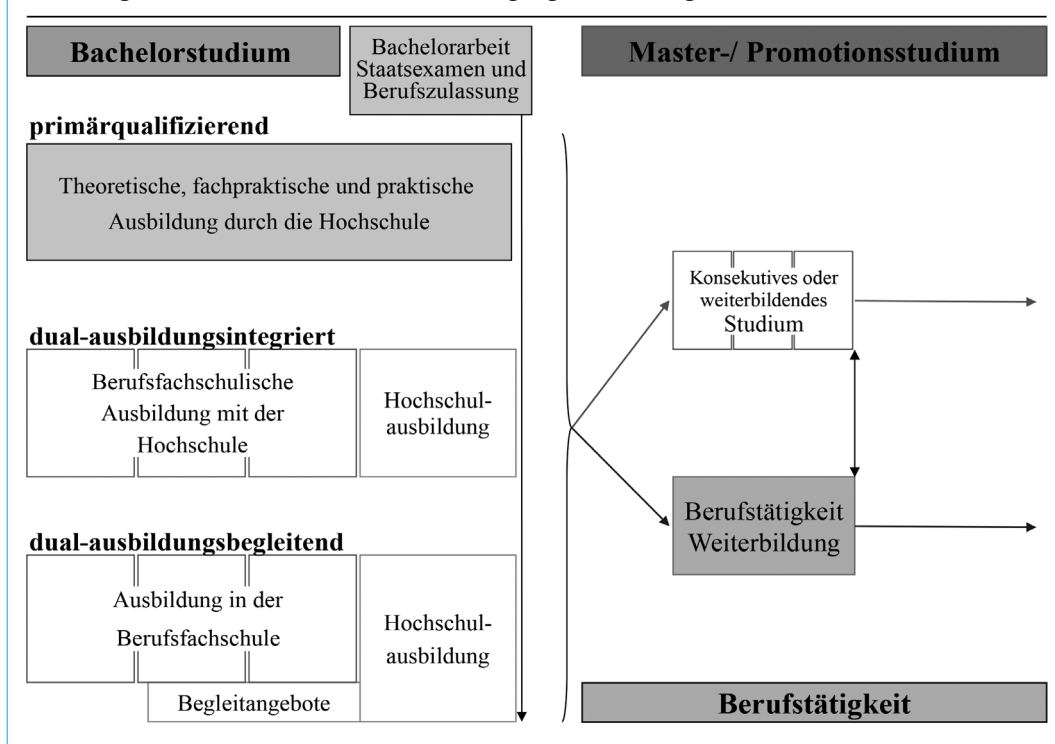 Bachelorstudium
Bachelorarbeit
Staatsexamen und
Berufszulassung
Master-/ Promotionsstudium
primärqualifizierend
Theoretische, fachpraktische und praktische
Ausbildung durch die Hochschule
dual-ausbildungsintegriert
Berufsfachschulische
Ausbildung mit der
Hochschule
Hochschul-
ausbildung
dual-ausbildungsbegleitend
Ausbildung in der
Berufsfachschule
Begleitangebote
Hochschul-
ausbildung
Konsekutives oder
weiterbildendes
Studium
Berufstätigkeit
Weiterbildung
Berufstätigkeit